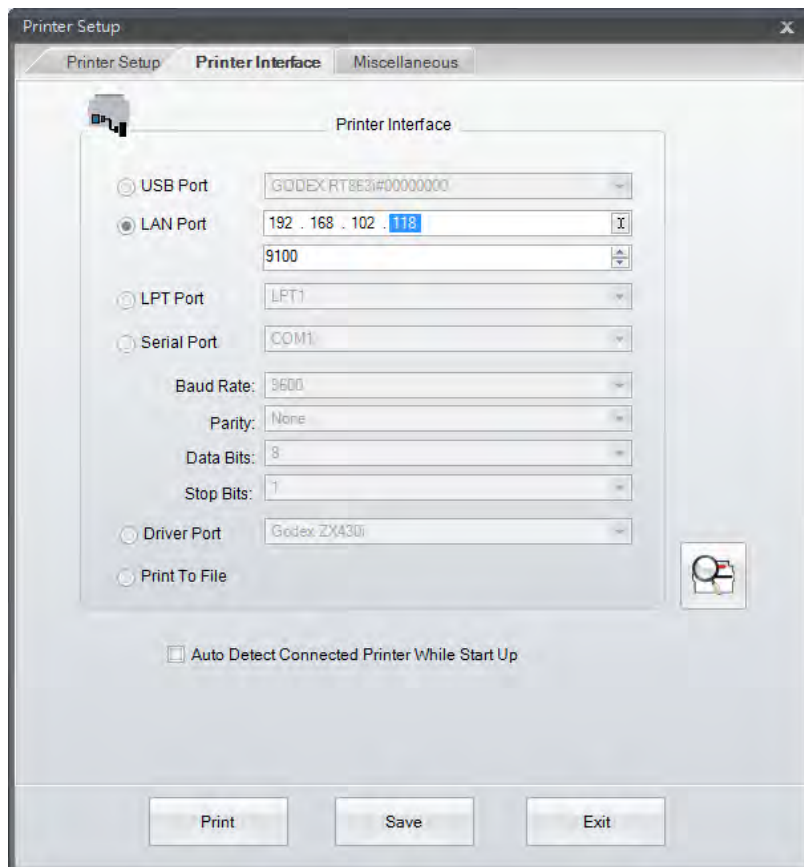 Printer Setup x
Printer Setup Printer Interface Miscellaneous
Printer Interface
USB Port GODEX RT863i#00000000
LAN Port 192 . 168 . 102 . 118
9100
LPT Port LPT1
Serial Port COM1
Baud Rate: 9600
Parity: None
Data Bits: 8
Stop Bits: 1
Driver Port Godex ZX430i
Print To File
Auto Detect Connected Printer While Start Up
Print Save Exit